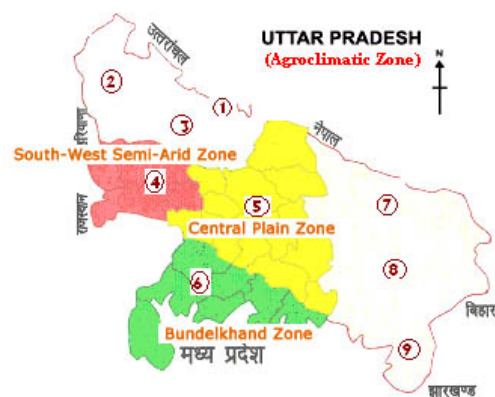 उत्तरांचल
UTTAR PRADESH
(Agroclimatic Zone)
N
2
1
3
हरियाणा
नेपाल
South-West Semi-Arid Zone
4
राजस्थान
5
7
Central Plain Zone
8
6
बिहार
Bundelkhand Zone
मध्य प्रदेश
9
झारखण्ड